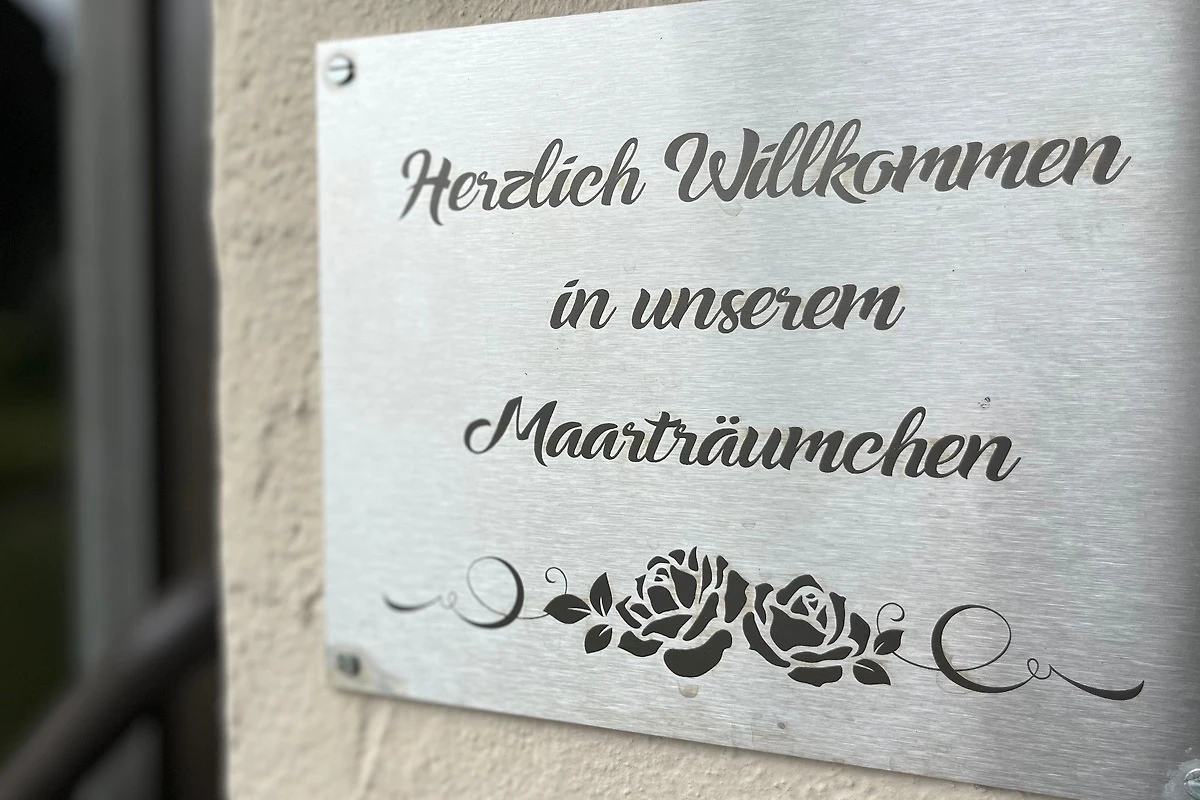 Herzlich Willkommen
in unserem
Maarträumchen